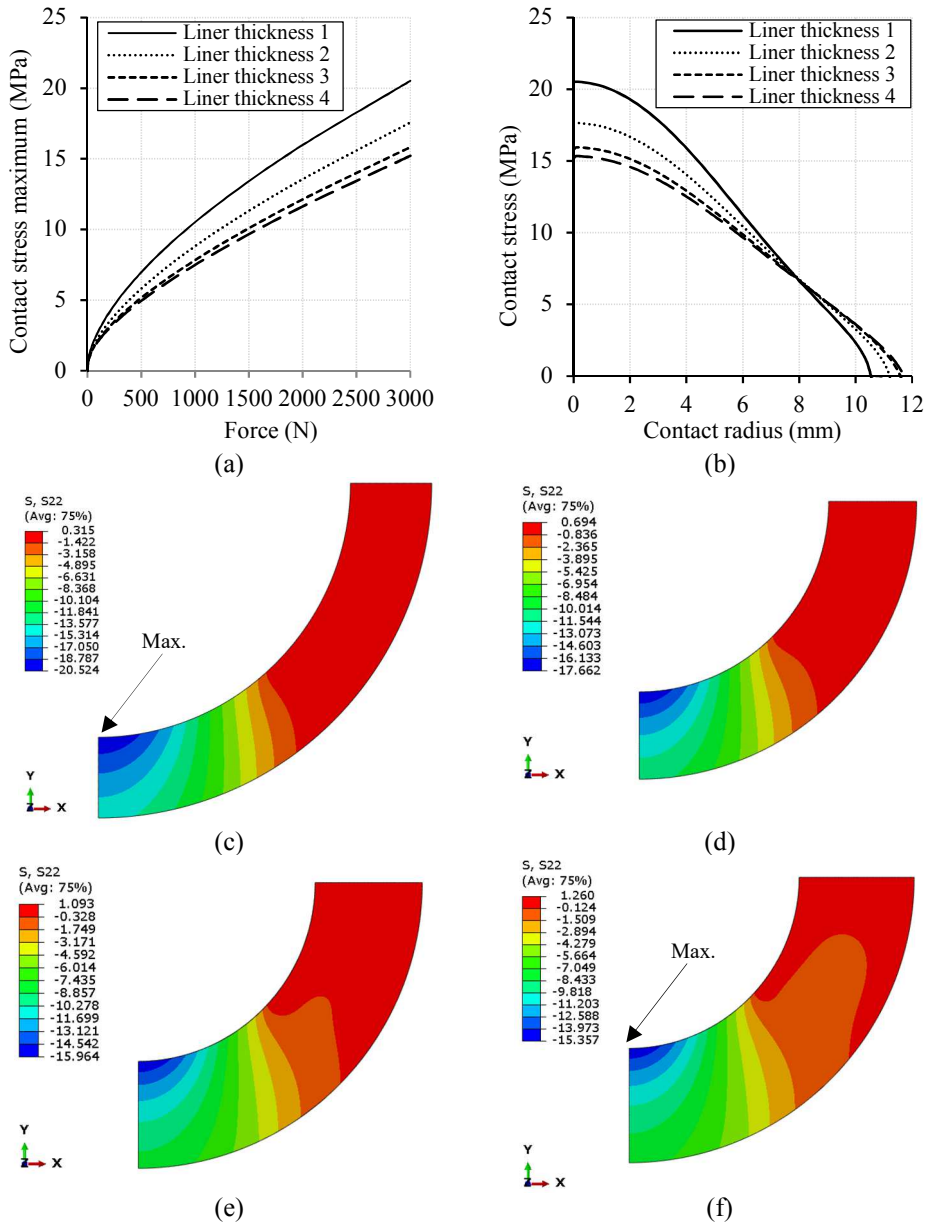 25
20
15
10
5
0
Contact stress maximum (MPa)
Liner thickness 1
Liner thickness 2
Liner thickness 3
Liner thickness 4
0 500 1000 1500 2000 2500 3000
Force (N)
(a)
25
20
15
10
5
0
Contact stress (MPa)
Liner thickness 1
Liner thickness 2
Liner thickness 3
Liner thickness 4
0 2 4 6 8 10 12
Contact radius (mm)
(b)
S, S22
(Avg: 75%)
0.315
-1.422
-3.158
-4.895
-6.631
-8.368
-10.104
-11.841
-13.577
-15.314
-17.050
-18.787
-20.524
Max.
Y
Z X
(c)
S, S22
(Avg: 75%)
0.694
-0.836
-2.365
-3.895
-5.425
-6.954
-8.484
-10.014
-11.544
-13.073
-14.603
-16.133
-17.662
Y
Z X
(d)
S, S22
(Avg: 75%)
1.093
-0.328
-1.749
-3.171
-4.592
-6.014
-7.435
-8.857
-10.278
-11.699
-13.121
-14.542
-15.964
Y
Z X
(e)
S, S22
(Avg: 75%)
1.260
-0.124
-1.509
-2.894
-4.279
-5.664
-7.049
-8.433
-9.818
-11.203
-12.588
-13.973
-15.357
Max.
Y
Z X
(f)